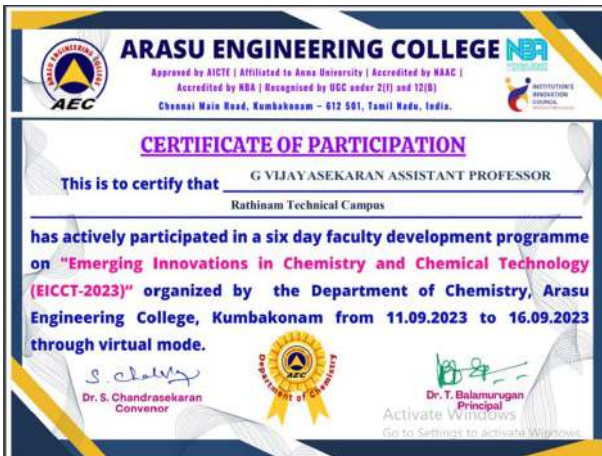 ARASU ENGINEERING COLLEGE
Approved by AICTE | Affiliated to Anna University | Accredited by NAAC |
Accredited by NBA | Recognised by UGC under 2(f) and 12(B)
Chennai Main Road, Kumbakonam – 612 501, Tamil Nadu, India.
ARASU ENGINEERING COLLEGE
AEC
NBA
INSTITUTION'S
INNOVATION
COUNCIL
CERTIFICATE OF PARTICIPATION
This is to certify that G VIJAYASEKARAN ASSISTANT PROFESSOR
Rathinam Technical Campus
has actively participated in a six day faculty development programme
on "Emerging Innovations in Chemistry and Chemical Technology
(EICCT-2023)" organized by the Department of Chemistry, Arasu
Engineering College, Kumbakonam from 11.09.2023 to 16.09.2023
through virtual mode.
Dr. S. Chandrasekaran
Convenor
AEC
Department of Chemistry
Dr. T. Balamurugan
Principal
Activate Windows
Go to Settings to activate Windows.